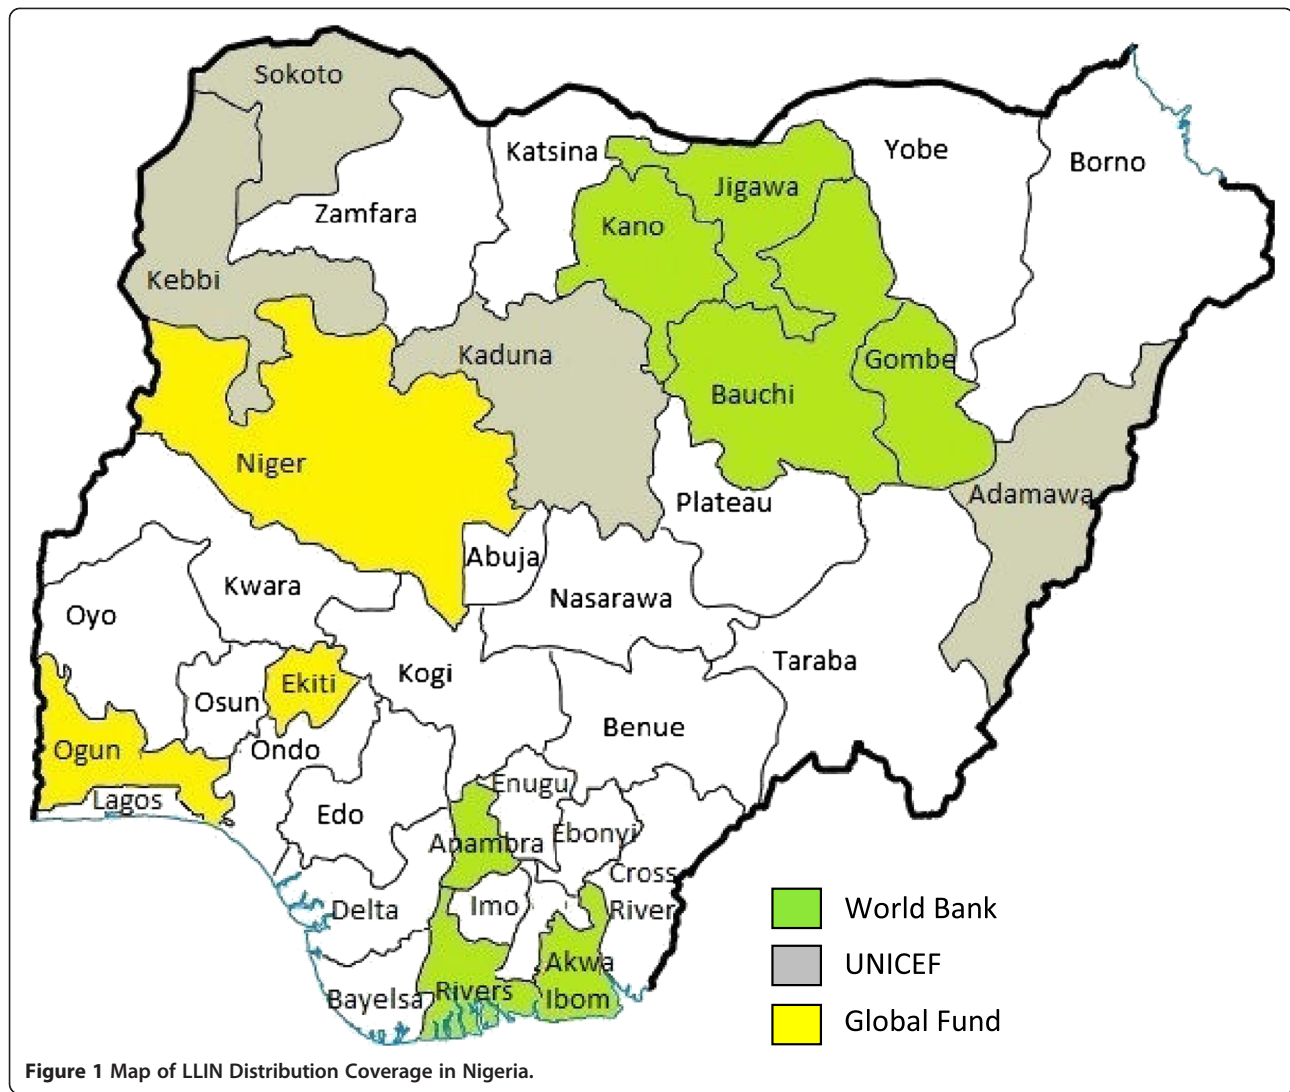 Sokoto
Katsina
Yobe
Borno
Jigawa
Zamfara
Kano
Kebbi
Kaduna
Gombe
Bauchi
Niger
Adamawa
Plateau
Abuja
Kwara
Nasarawa
Oyo
Taraba
Kogi
Ekiti
Osun
Benue
Ogun
Ondo
Enugu
Lagos
Edo
Ebonyi
Anambra
Cross
River
Imo
Delta
Akwa
Ibom
Rivers
Bayelsa
World Bank
UNICEF
Global Fund
Figure 1 Map of LLIN Distribution Coverage in Nigeria.